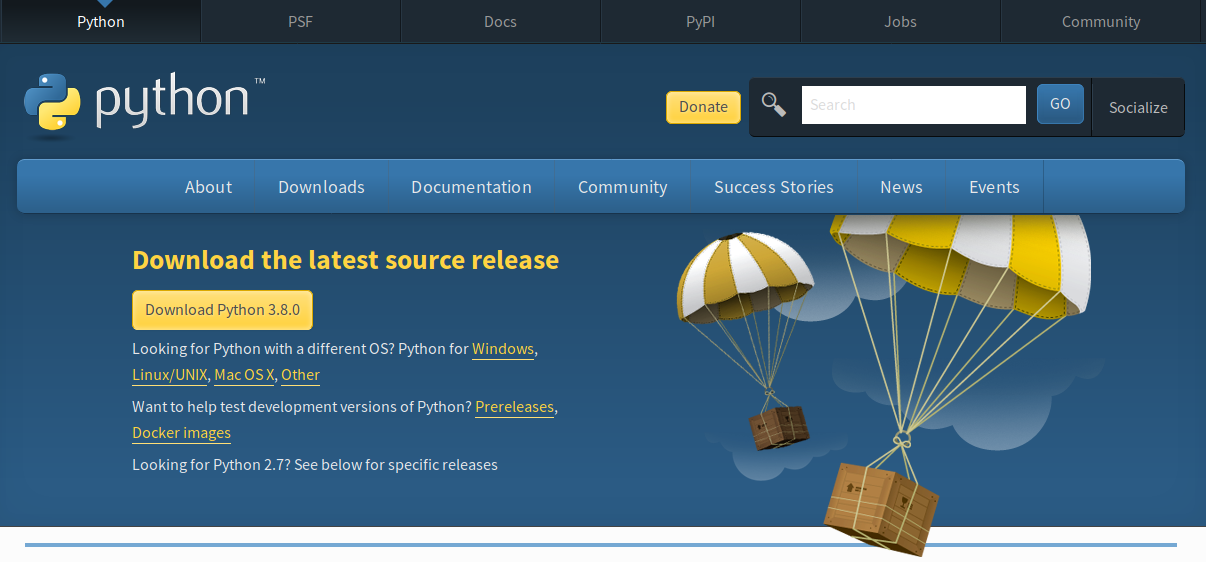 Python PSF Docs PyPI Jobs Community
python™
Donate Search GO Socialize
About Downloads Documentation Community Success Stories News Events
Download the latest source release
Download Python 3.8.0
Looking for Python with a different OS? Python for Windows,
Linux/UNIX, Mac OS X, Other
Want to help test development versions of Python? Prereleases,
Docker images
Looking for Python 2.7? See below for specific releases